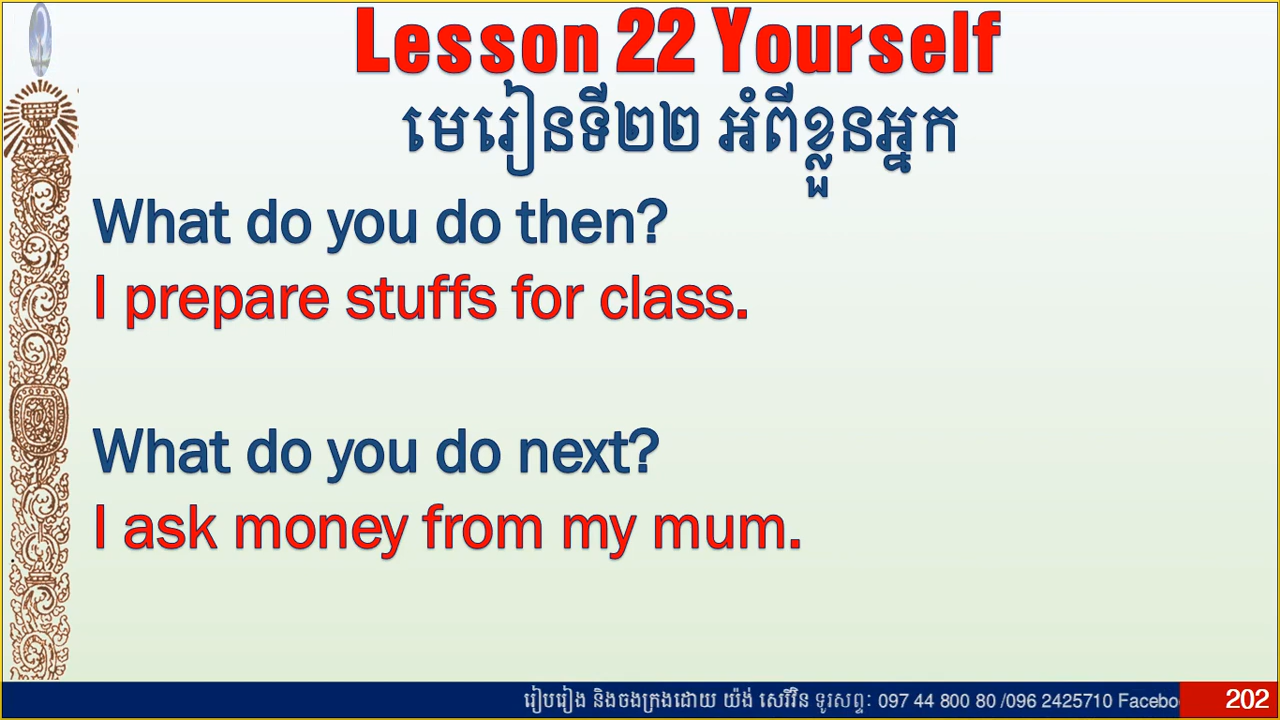 Lesson 22 Yourself
មេរៀនទី២២ អំពីខ្លួនអ្នក
What do you do then?
I prepare stuffs for class.
What do you do next?
I ask money from my mum.
រៀបរៀង និងចងក្រងដោយ យ៉ង់ សេរីវិន ទូរសព្ទៈ 097 44 800 80 /096 2425710 Facebo
202